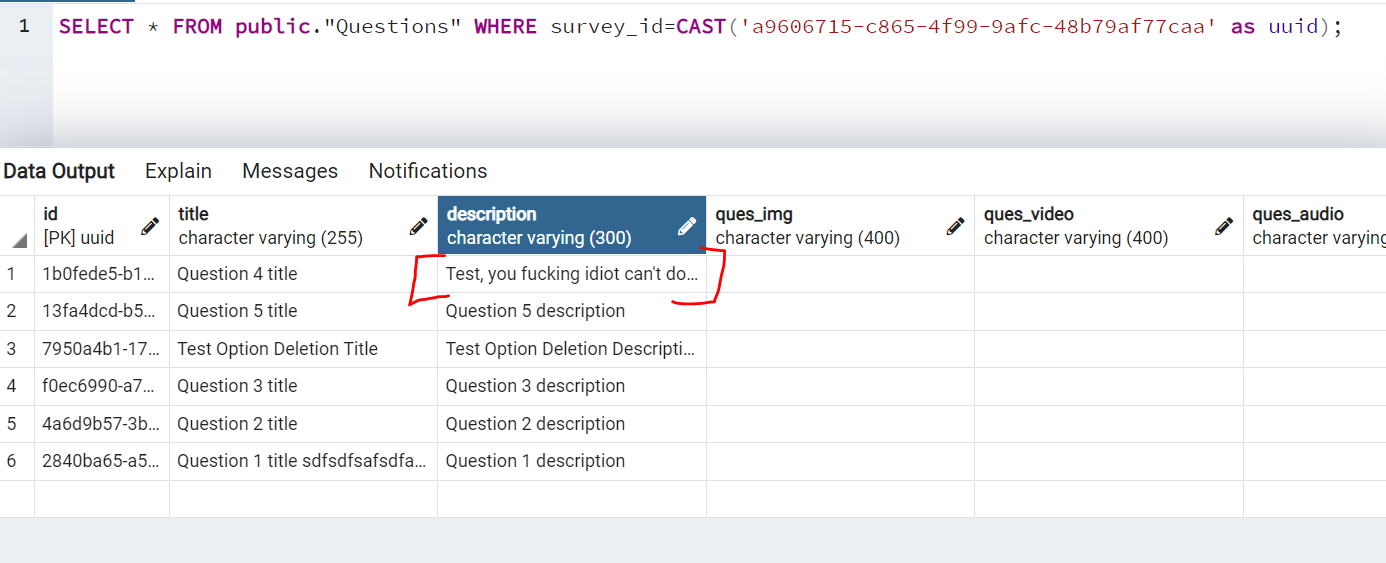 1 SELECT * FROM public."Questions" WHERE survey_id=CAST('a9606715-c865-4f99-9afc-48b79af77caa' as uuid);
Data Output Explain Messages Notifications
id title description ques_img ques_video ques_audio
[PK] uuid character varying (255) character varying (300) character varying (400) character varying (400) character varying
1 1b0fede5-b1... Question 4 title Test, you fucking idiot can't do...
2 13fa4dcd-b5... Question 5 title Question 5 description
3 7950a4b1-17... Test Option Deletion Title Test Option Deletion Descripti...
4 f0ec6990-a7... Question 3 title Question 3 description
5 4a6d9b57-3b... Question 2 title Question 2 description
6 2840ba65-a5... Question 1 title sdfsdfsafsdfa... Question 1 description